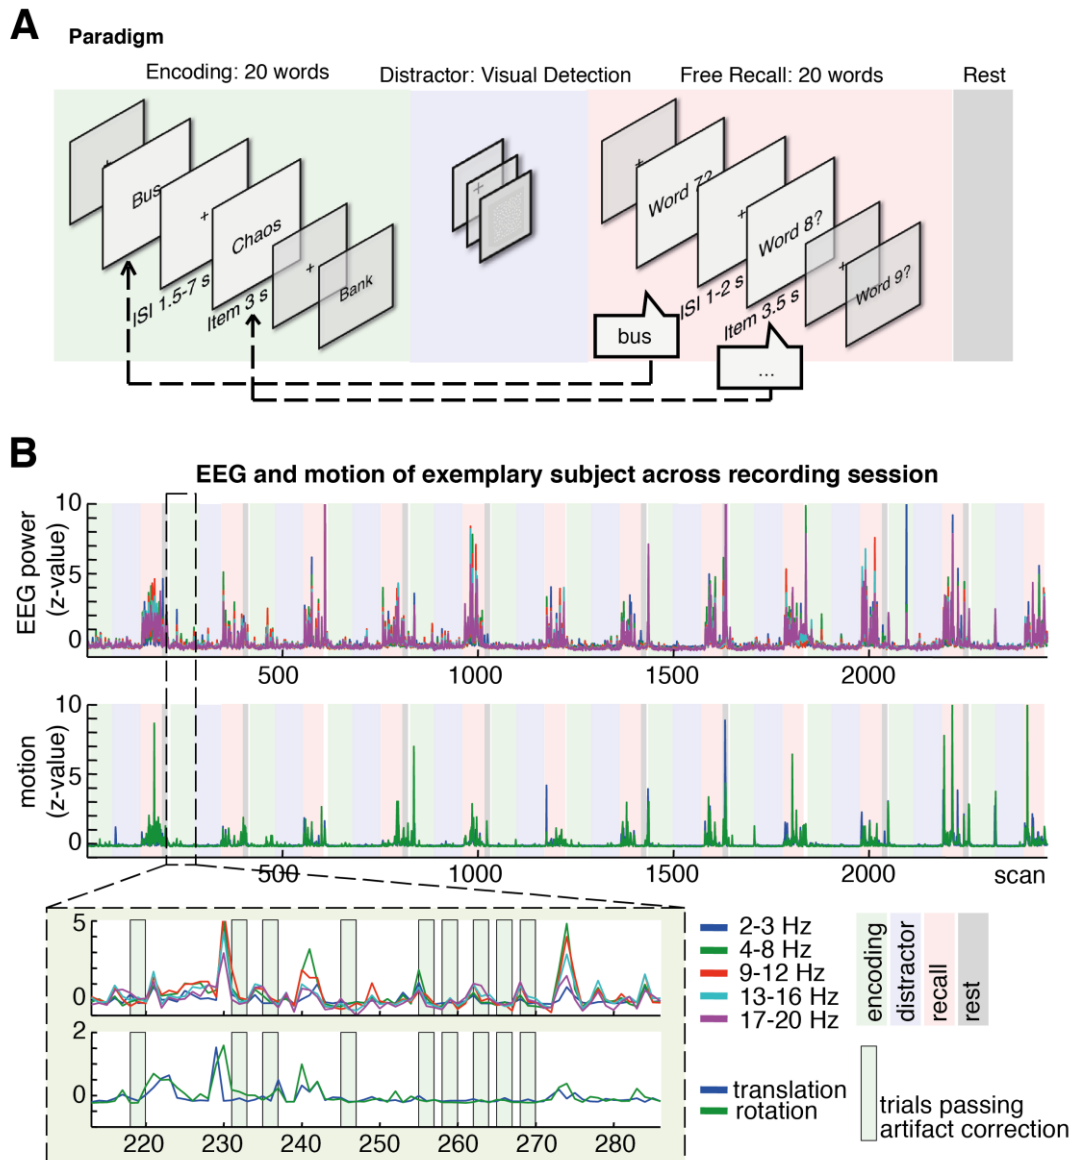 A
Paradigm
Encoding: 20 words
Distractor: Visual Detection
Free Recall: 20 words
Rest
+
Bus
+
Chaos
+
Bank
ISI 1.5-7 s
Item 3 s
+
+
Word 7?
+
Word 8?
+
Word 9?
ISI 1-2 s
Item 3.5 s
bus
...
B
EEG and motion of exemplary subject across recording session
EEG power
(z-value)
10
5
0
500
1000
1500
2000
motion
(z-value)
10
5
0
500
1000
1500
2000
scan
5
0
2
0
220
230
240
250
260
270
280
2-3 Hz
4-8 Hz
9-12 Hz
13-16 Hz
17-20 Hz
encoding
distractor
recall
rest
translation
rotation
trials passing
artifact correction